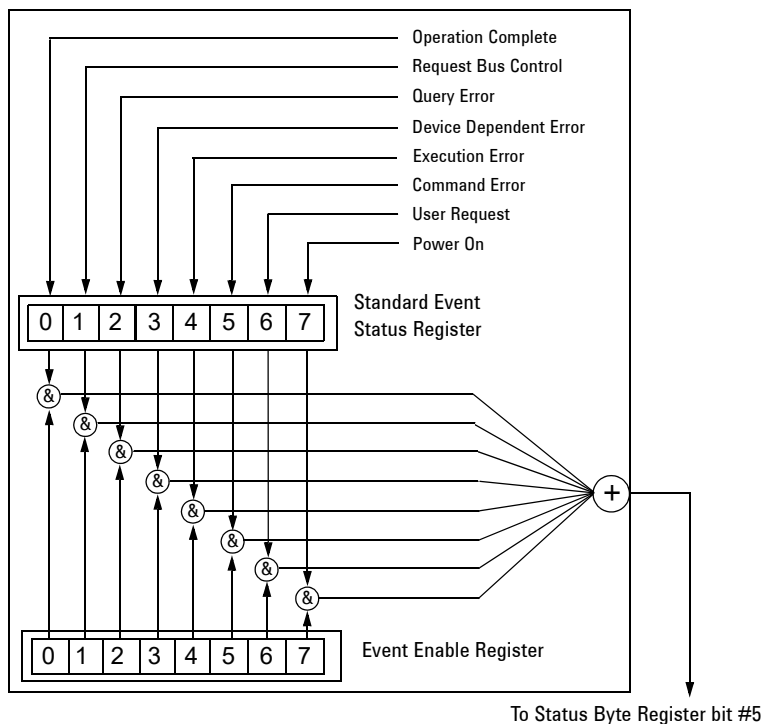 Operation Complete
Request Bus Control
Query Error
Device Dependent Error
Execution Error
Command Error
User Request
Power On
Standard Event
Status Register
0 1 2 3 4 5 6 7
&
&
&
&
&
&
&
&
+
Event Enable Register
0 1 2 3 4 5 6 7
To Status Byte Register bit #5